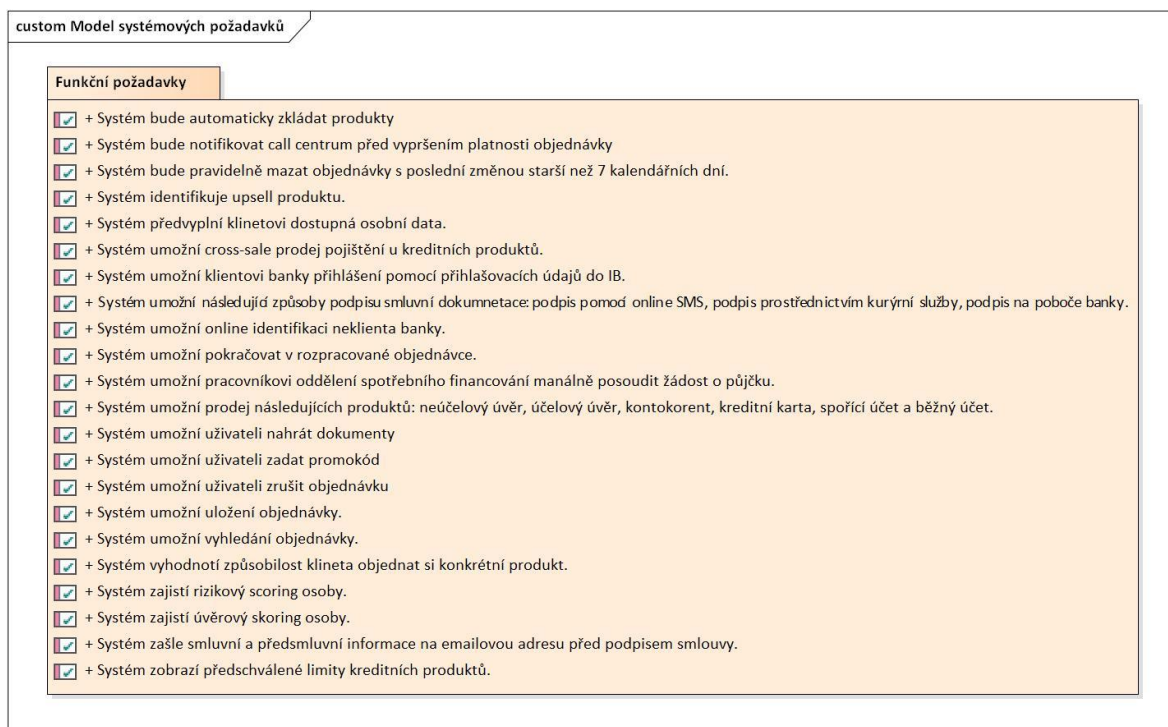 custom Model systémových požadavků
Funkční požadavky
+ Systém bude automaticky zkládat produkty
+ Systém bude notifikovat call centrum před vypršením platnosti objednávky
+ Systém bude pravidelně mazat objednávky s poslední změnou starší než 7 kalendářních dní.
+ Systém identifikuje upsell produktu.
+ Systém předvyplní klinetovi dostupná osobní data.
+ Systém umožní cross-sale prodej pojištění u kreditních produktů.
+ Systém umožní klientovi banky přihlášení pomocí přihlašovacích údajů do IB.
+ Systém umožní následující způsoby podpisu smluvní dokumnetace: podpis pomocí online SMS, podpis prostřednictvím kurýrní služby, podpis na poboče banky.
+ Systém umožní online identifikaci neklienta banky.
+ Systém umožní pokračovat v rozpracované objednávce.
+ Systém umožní pracovníkovi oddělení spotřebního financování manálně posoudit žádost o půjčku.
+ Systém umožní prodej následujících produktů: neúčelový úvěr, účelový úvěr, kontokorent, kreditní karta, spořící účet a běžný účet.
+ Systém umožní uživateli nahrát dokumenty
+ Systém umožní uživateli zadat promokód
+ Systém umožní uživateli zrušit objednávku
+ Systém umožní uložení objednávky.
+ Systém umožní vyhledání objednávky.
+ Systém vyhodnotí způsobilost klineta objednat si konkrétní produkt.
+ Systém zajistí rizikový scoring osoby.
+ Systém zajistí úvěrový skoring osoby.
+ Systém zašle smluvní a předsmluvní informace na emailovou adresu před podpisem smlouvy.
+ Systém zobrazí předschválené limity kreditních produktů.